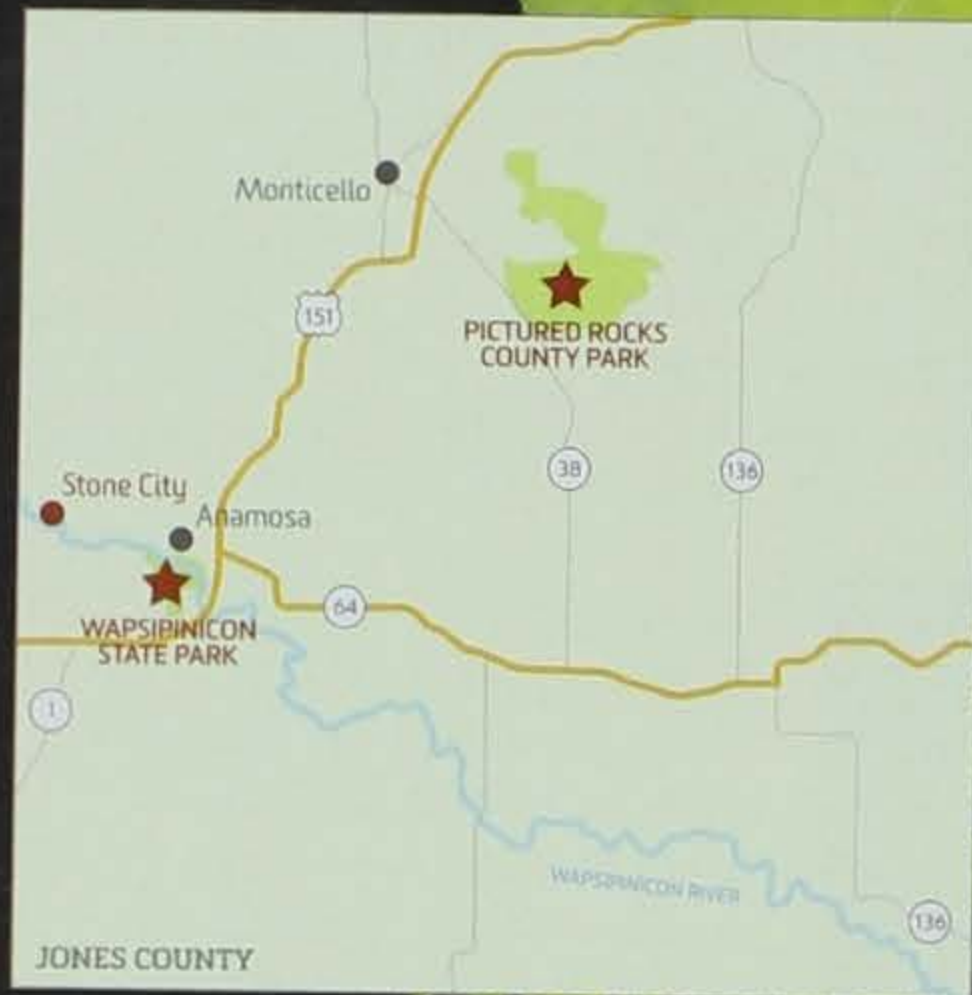 Monticello
151
PICTURED ROCKS
COUNTY PARK
38
136
Stone City
Anamosa
64
WAPSIPINICON
STATE PARK
1
WAPSIPINICON RIVER
136
JONES COUNTY